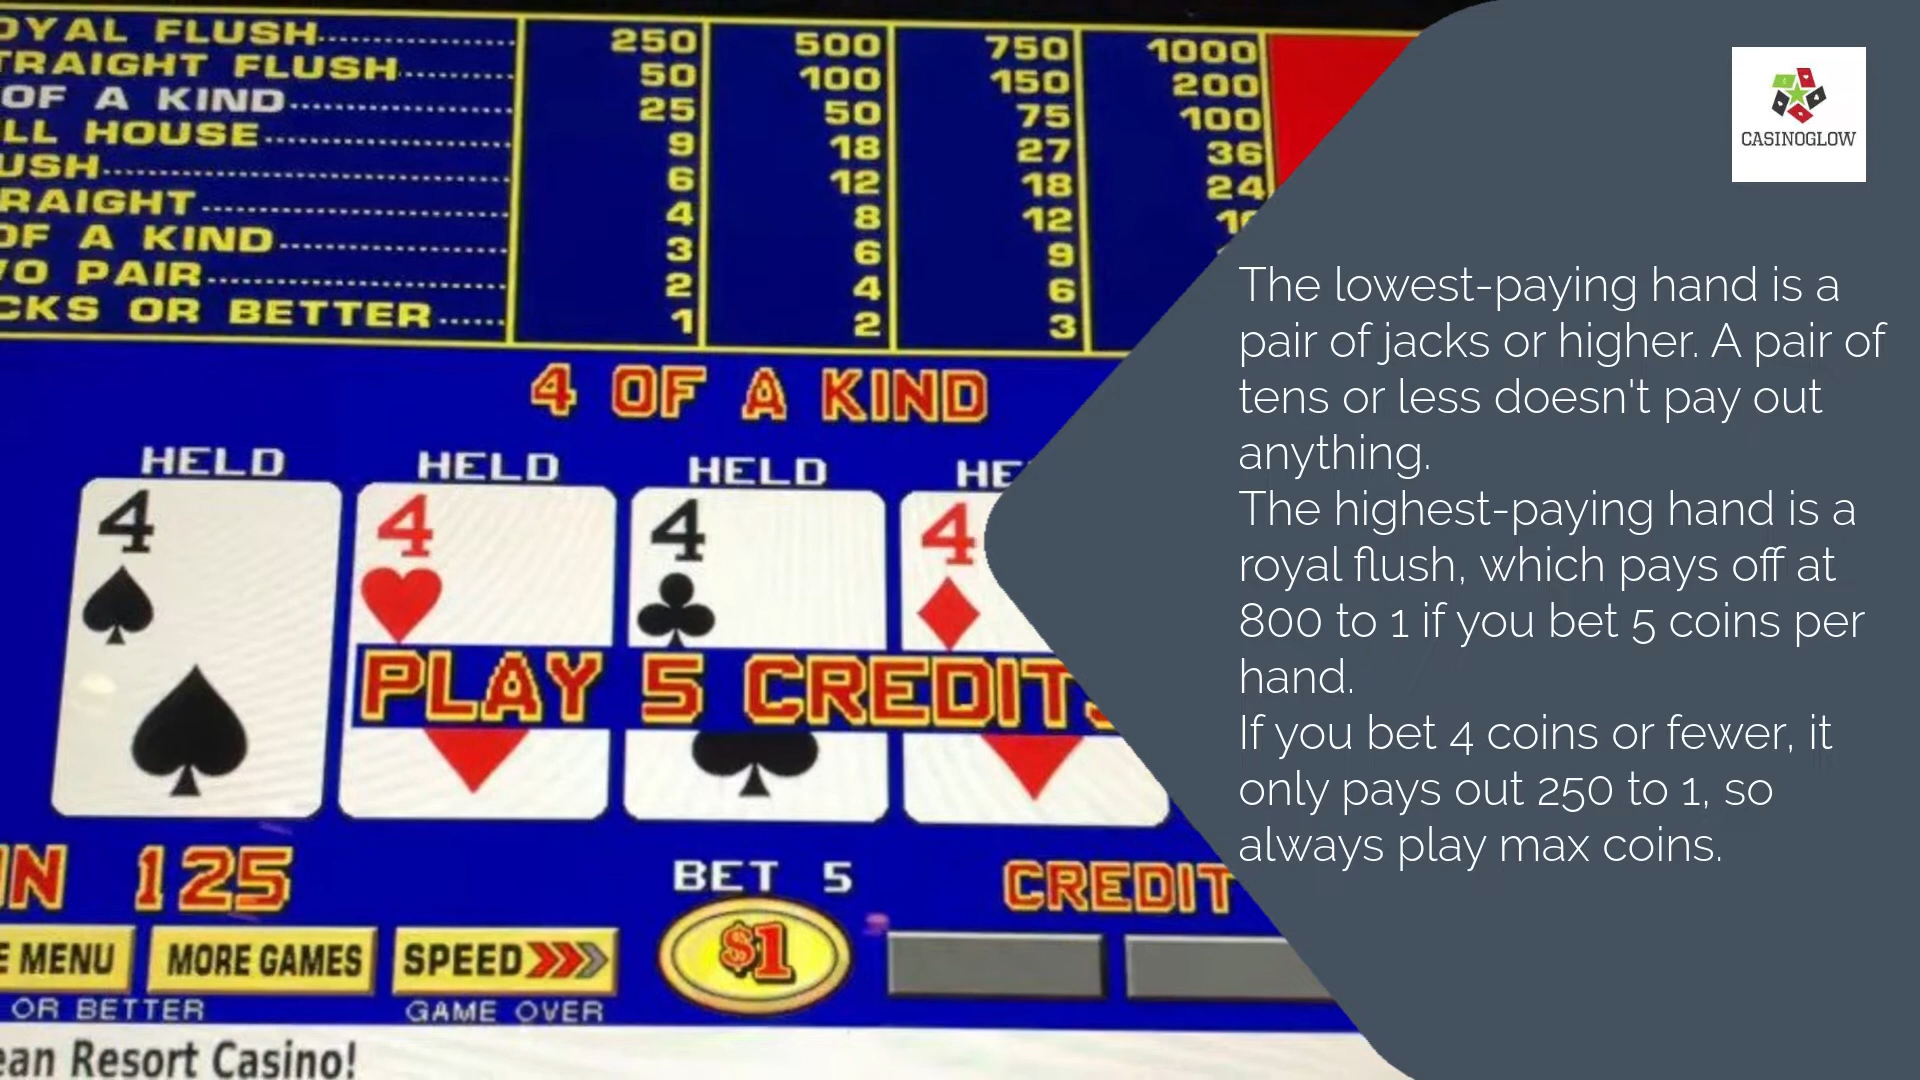 OYAL FLUSH 250 500 750 1000
TRAIGHT FLUSH 50 100 150 200
OF A KIND 25 50 75 100
LL HOUSE 9 18 27 36
USH 6 12 18 24
RAIGHT 4 8 12
OF A KIND 3 6 9
O PAIR 2 4 6
CKS OR BETTER 1 2 3
4 OF A KIND
HELD HELD HELD HE
4 4 4 4
PLAY 5 CREDITS
IN 125 BET 5 CREDIT
E MENU MORE GAMES SPEED $1
OR BETTER GAME OVER
ean Resort Casino!
CASINOGLOW
The lowest-paying hand is a
pair of jacks or higher. A pair of
tens or less doesn't pay out
anything.
The highest-paying hand is a
royal flush, which pays off at
800 to 1 if you bet 5 coins per
hand.
If you bet 4 coins or fewer, it
only pays out 250 to 1, so
always play max coins.